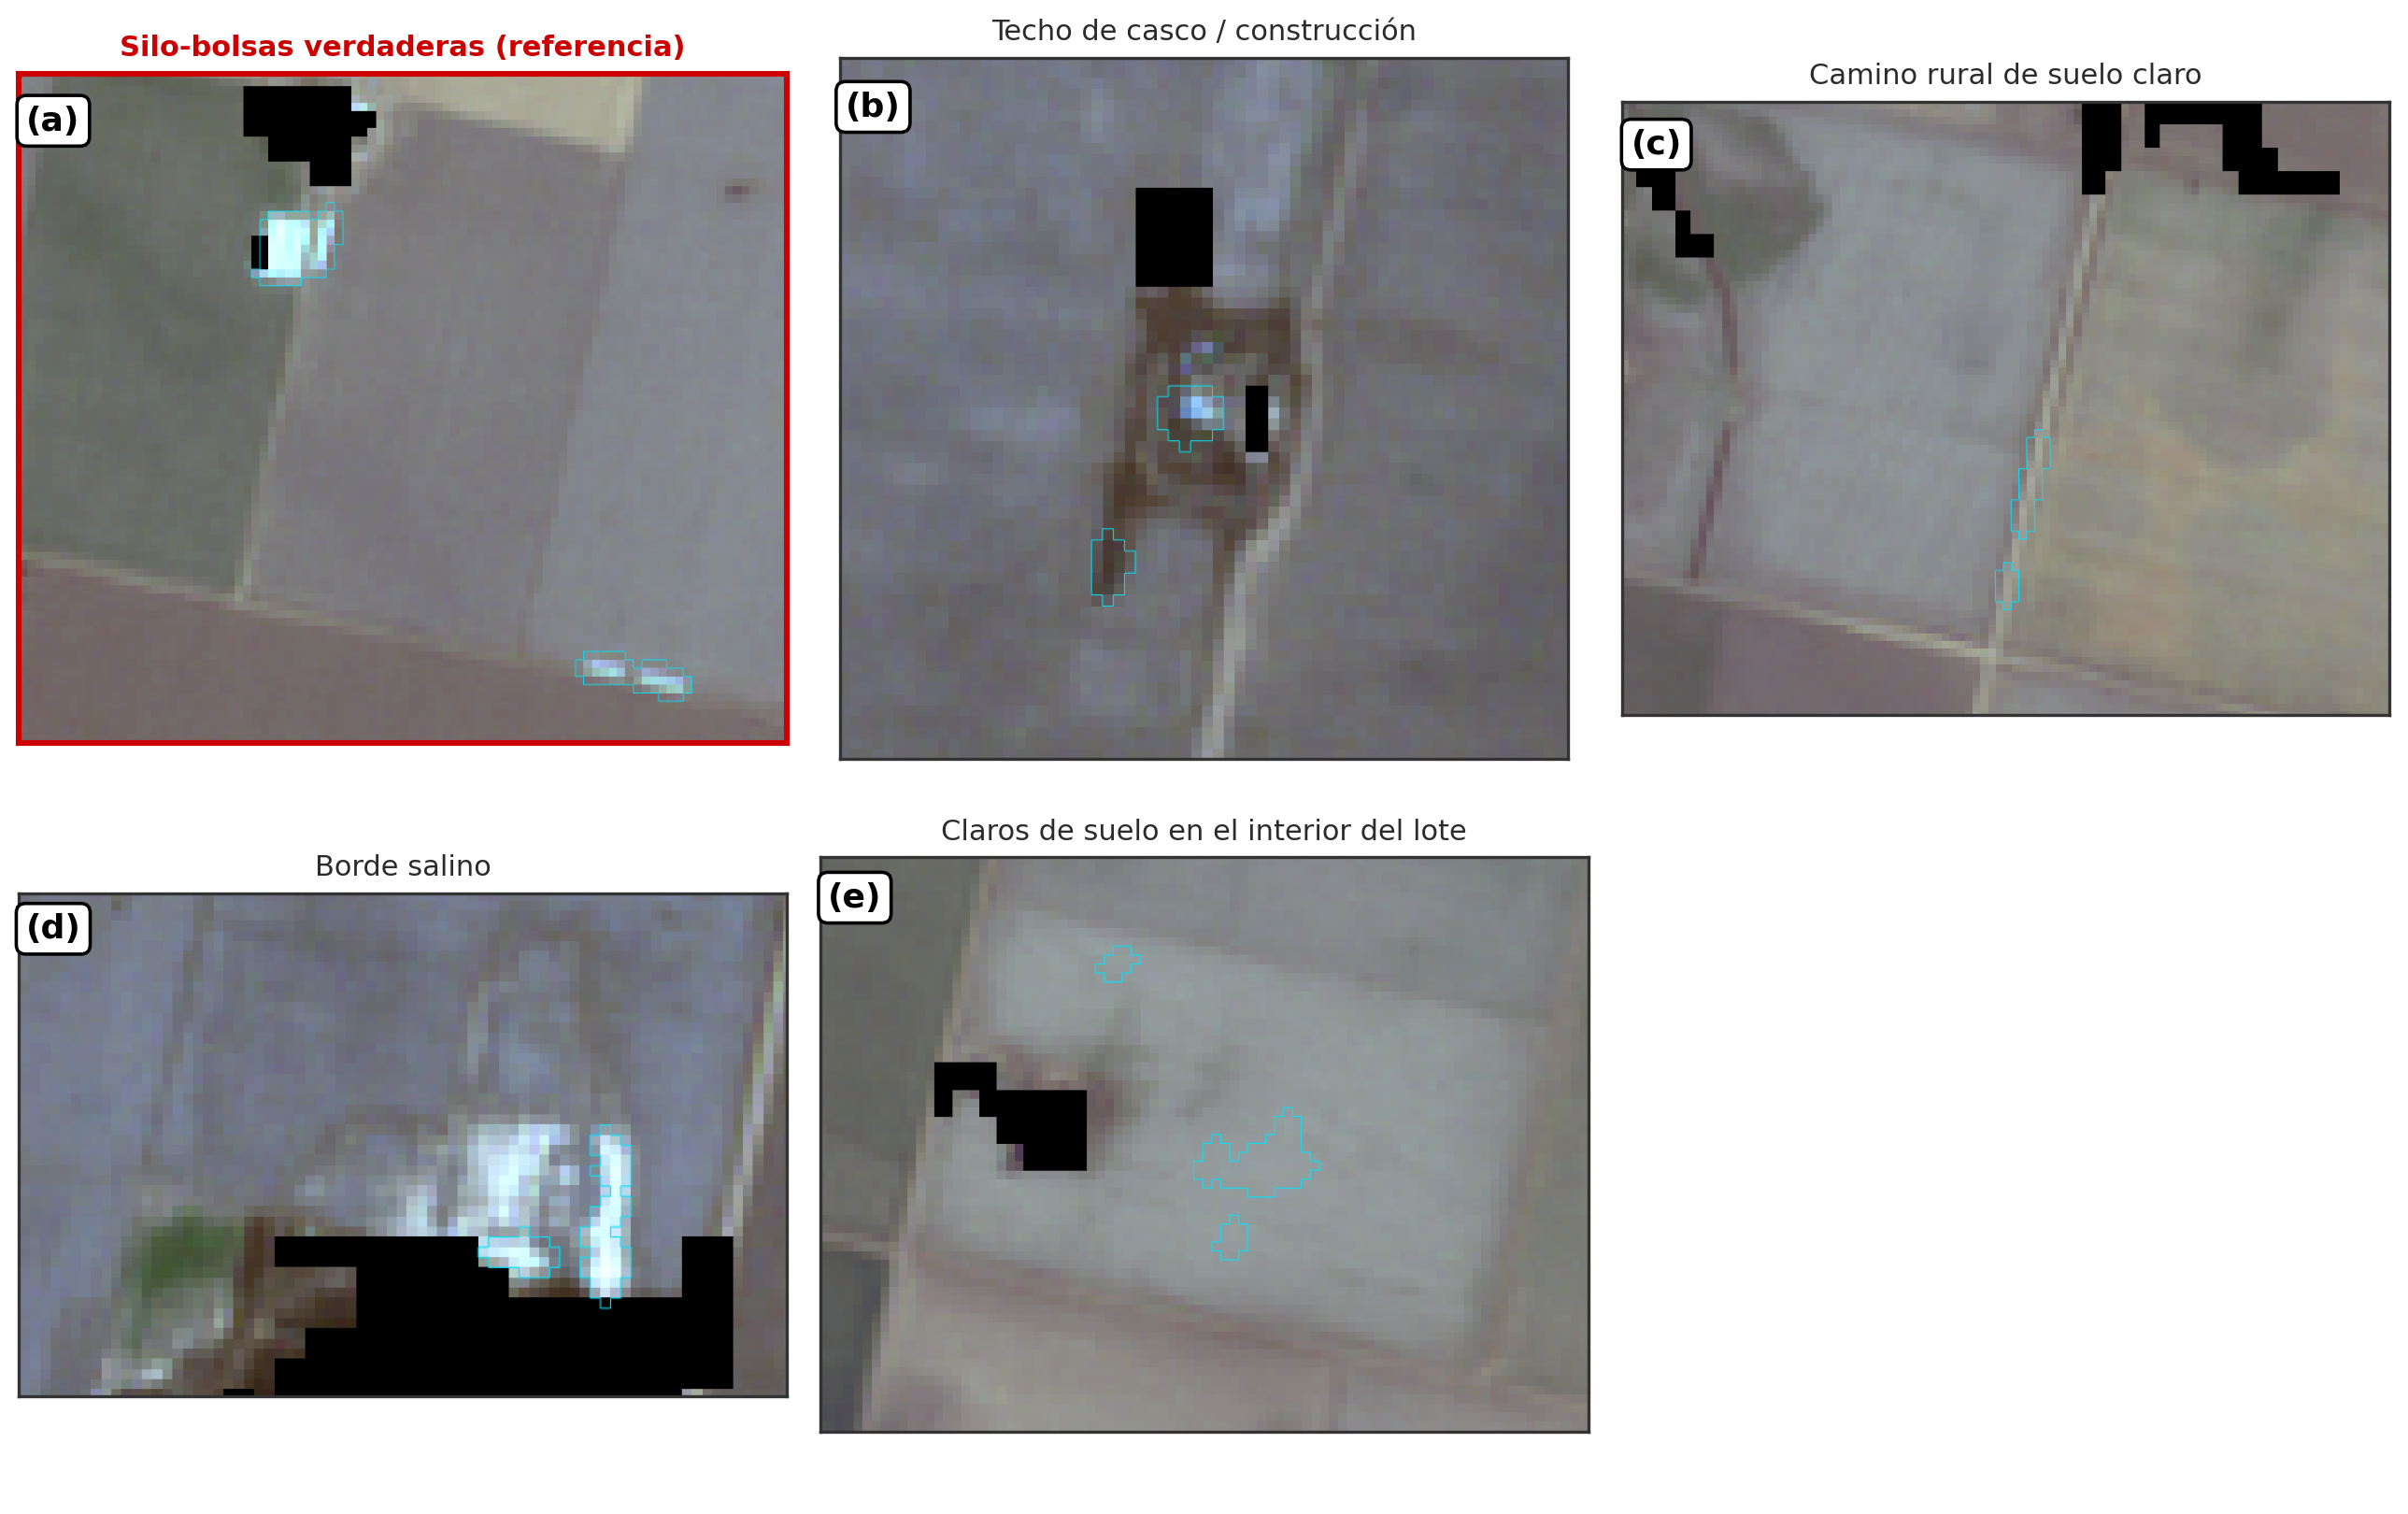 Silo-bolsas verdaderas (referencia)
(a)
Techo de casco / construcción
(b)
Camino rural de suelo claro
(c)
Borde salino
(d)
Claros de suelo en el interior del lote
(e)